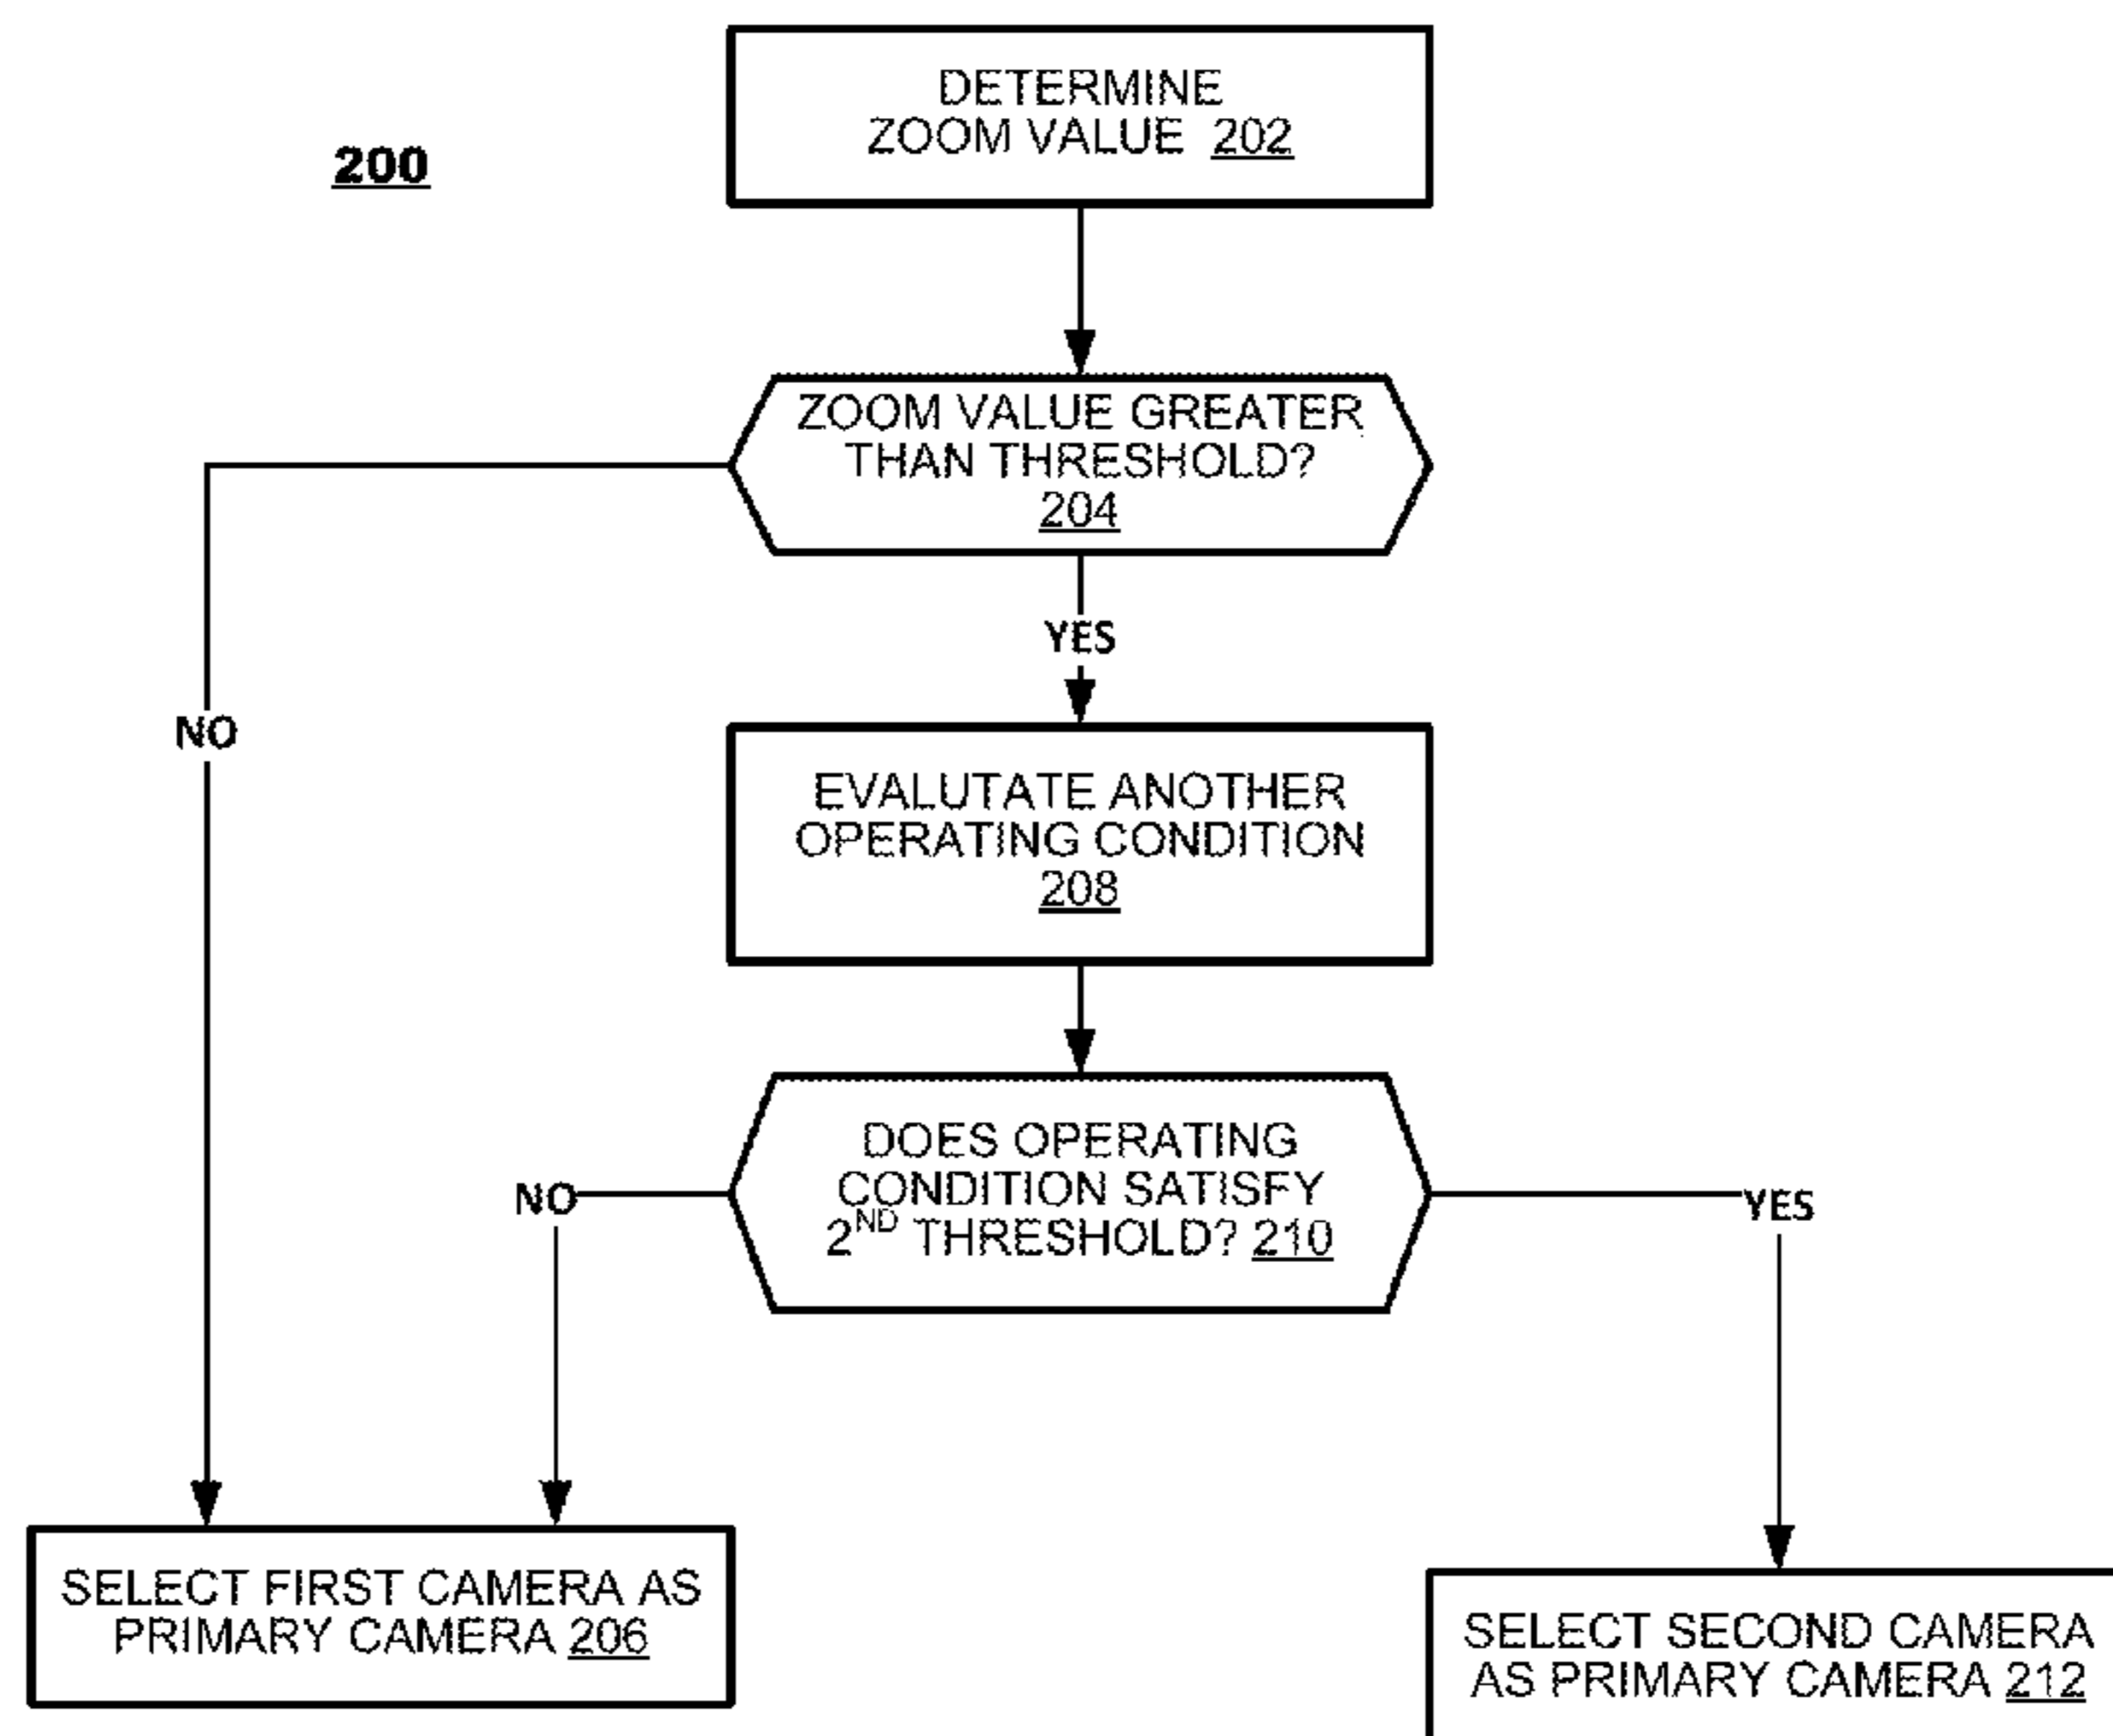 200
DETERMINE
ZOOM VALUE 202
ZOOM VALUE GREATER
THAN THRESHOLD?
204
YES
NO
EVALUTATE ANOTHER
OPERATING CONDITION
208
DOES OPERATING
CONDITION SATISFY
2ND THRESHOLD? 210
NO
YES
SELECT FIRST CAMERA AS
PRIMARY CAMERA 206
SELECT SECOND CAMERA
AS PRIMARY CAMERA 212